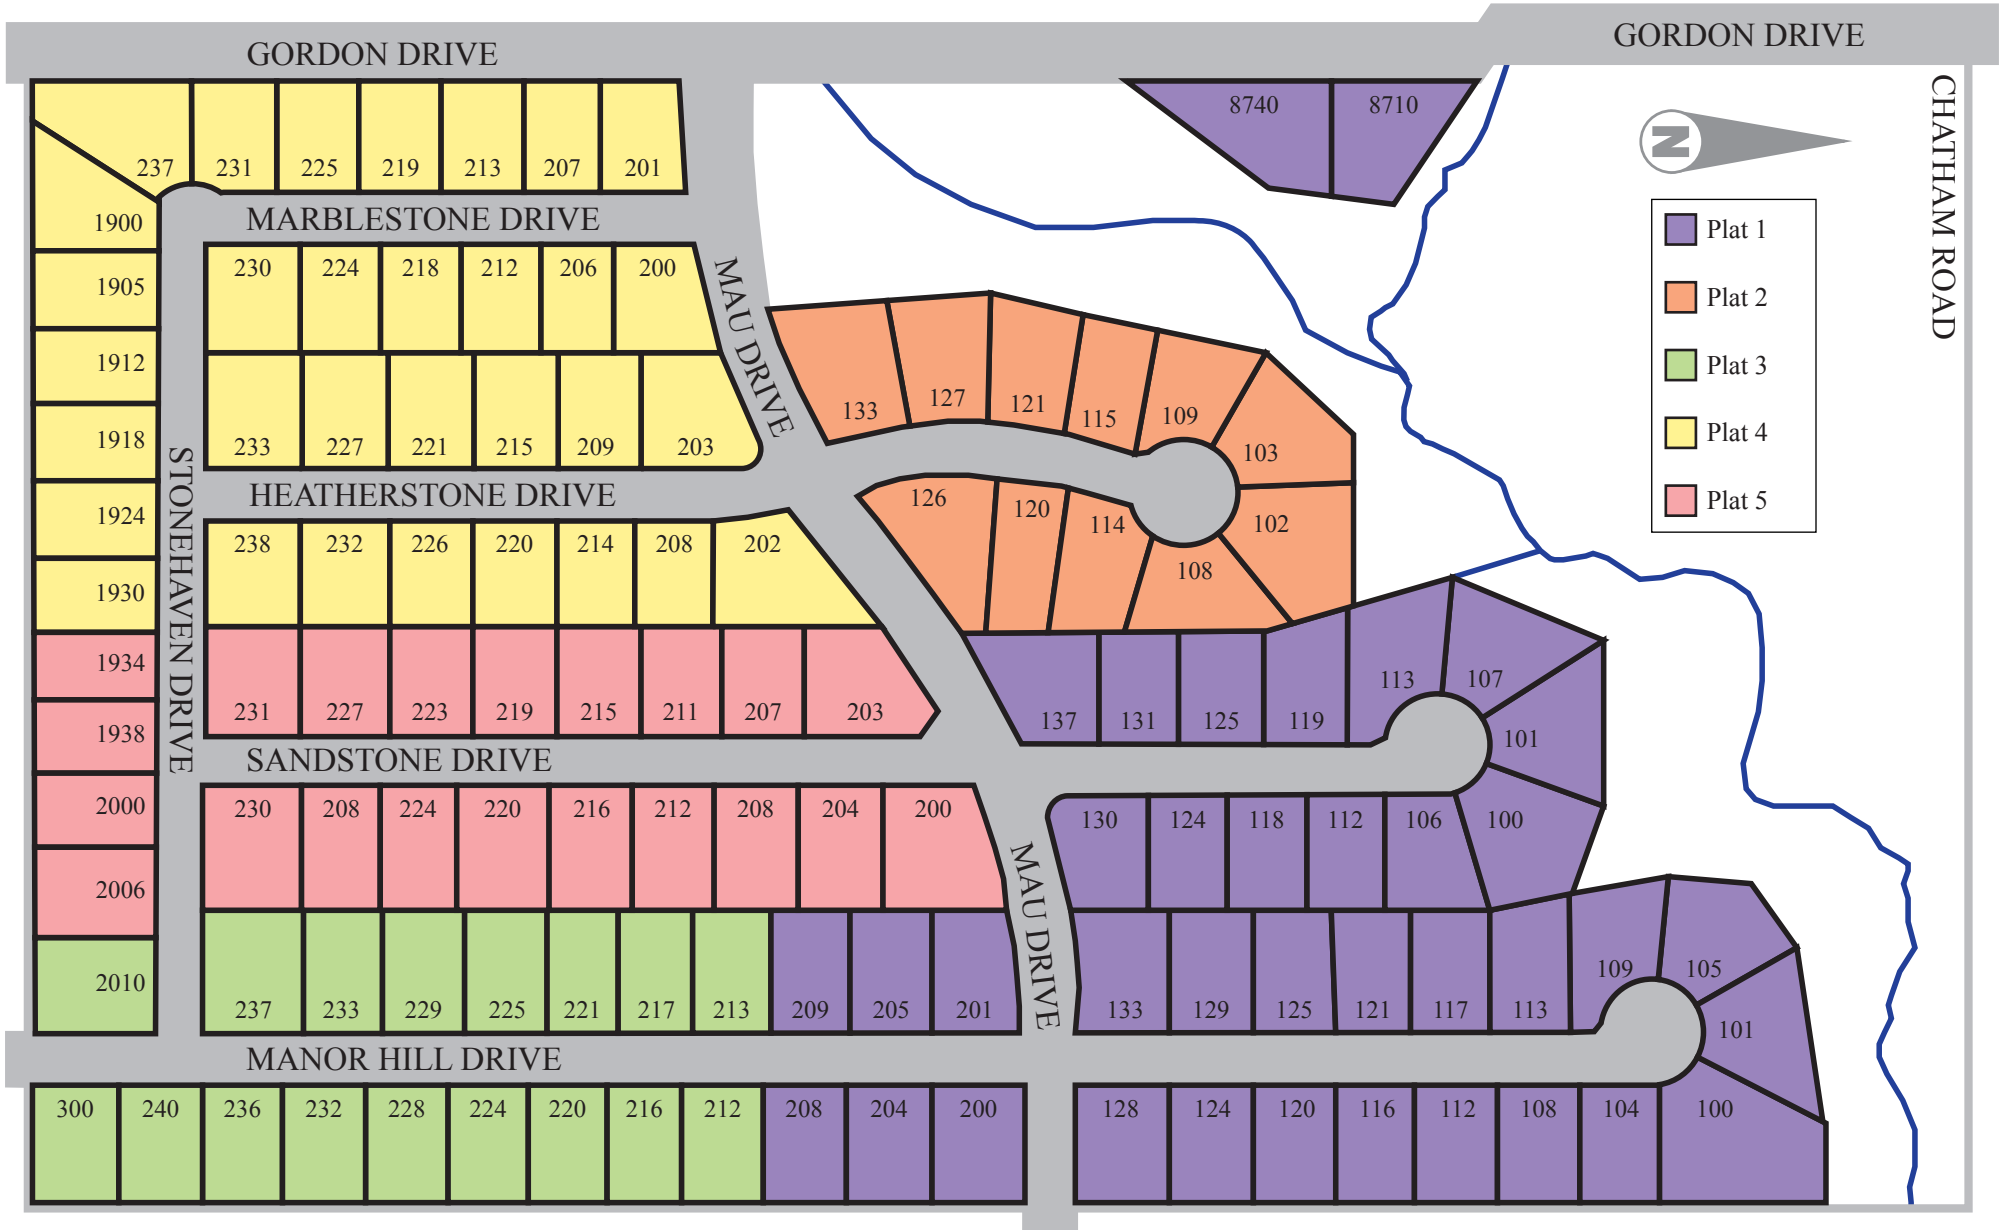 GORDON DRIVE
GORDON DRIVE
8740 8710
CHATHAM ROAD
N
237 231 225 219 213 207 201
MARBLESTONE DRIVE
1900
1905
1912
1918
1924
1930
1934
1938
2000
2006
2010
STONEHAVEN DRIVE
230 224 218 212 206 200
MAU DRIVE
233 227 221 215 209 203
HEATHERSTONE DRIVE
133 127 121 115 109 103
126 120 114 108 102
238 232 226 220 214 208 202
231 227 223 219 215 211 207 203
SANDSTONE DRIVE
137 131 125 119 113 107 101
230 208 224 220 216 212 208 204 200
MAU DRIVE
130 124 118 112 106 100
237 233 229 225 221 217 213 209 205 201
133 129 125 121 117 113 109 105 101
MANOR HILL DRIVE
300 240 236 232 228 224 220 216 212 208 204 200
128 124 120 116 112 108 104 100
Plat 1
Plat 2
Plat 3
Plat 4
Plat 5